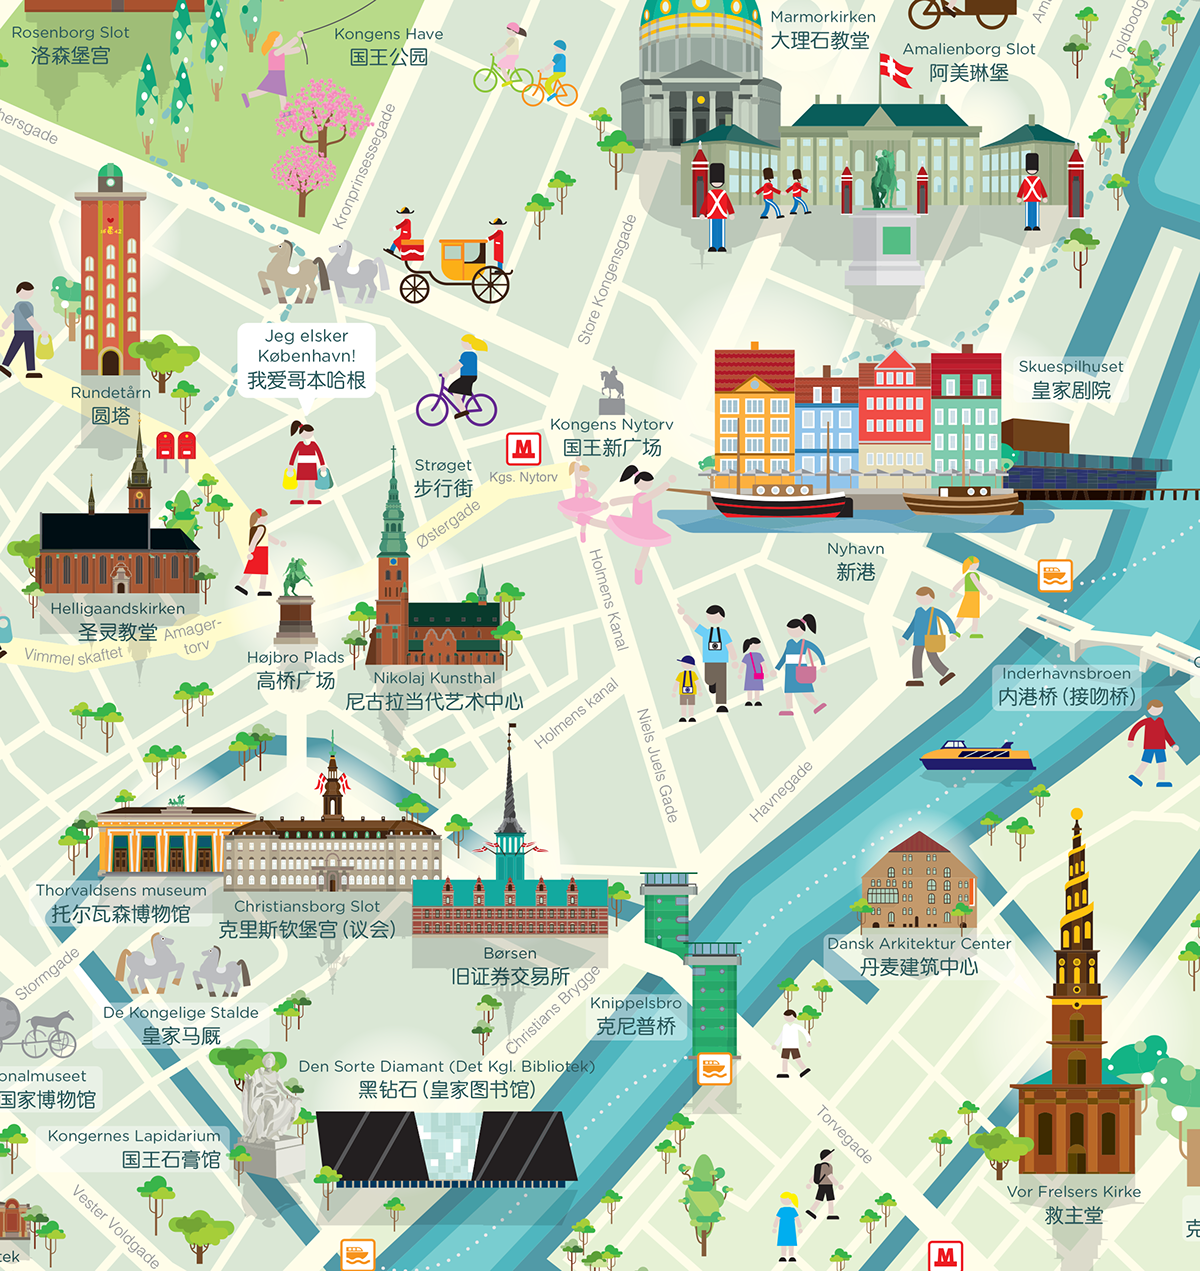 Rosenborg Slot
洛森堡宫
Kongens Have
国王公园
Marmorkirken
大理石教堂
Amalienborg Slot
阿美琳堡
Toldbodg
hersgade
Kronprinsessegade
Store Kongensgade
Jeg elsker
København!
我爱哥本哈根
Rundetårn
圆塔
Skuespilhuset
皇家剧院
Kongens Nytorv
国王新广场
M
Kgs. Nytorv
Strøget
步行街
Østergade
Nyhavn
新港
Holmens Kanal
Helligaandskirken
圣灵教堂
Amager-
torv
Vimmel skaftet
Højbro Plads
高桥广场
Nikolaj Kunsthal
尼古拉当代艺术中心
Inderhavnsbroen
内港桥（接吻桥）
Holmens kanal
Niels Juels Gade
Havnegade
Thorvaldsens museum
托尔瓦森博物馆
Christiansborg Slot
克里斯钦堡宫（议会）
Børsen
旧证券交易所
Dansk Arkitektur Center
丹麦建筑中心
Stormgade
De Kongelige Stalde
皇家马厩
Christians Brygge
Knippelsbro
克尼普桥
onalmuseet
国家博物馆
Den Sorte Diamant (Det Kgl. Bibliotek)
黑钻石（皇家图书馆）
Kongernes Lapidarium
国王石膏馆
Torvegade
Vester Voldgade
Vor Frelsers Kirke
救主堂
tek
M